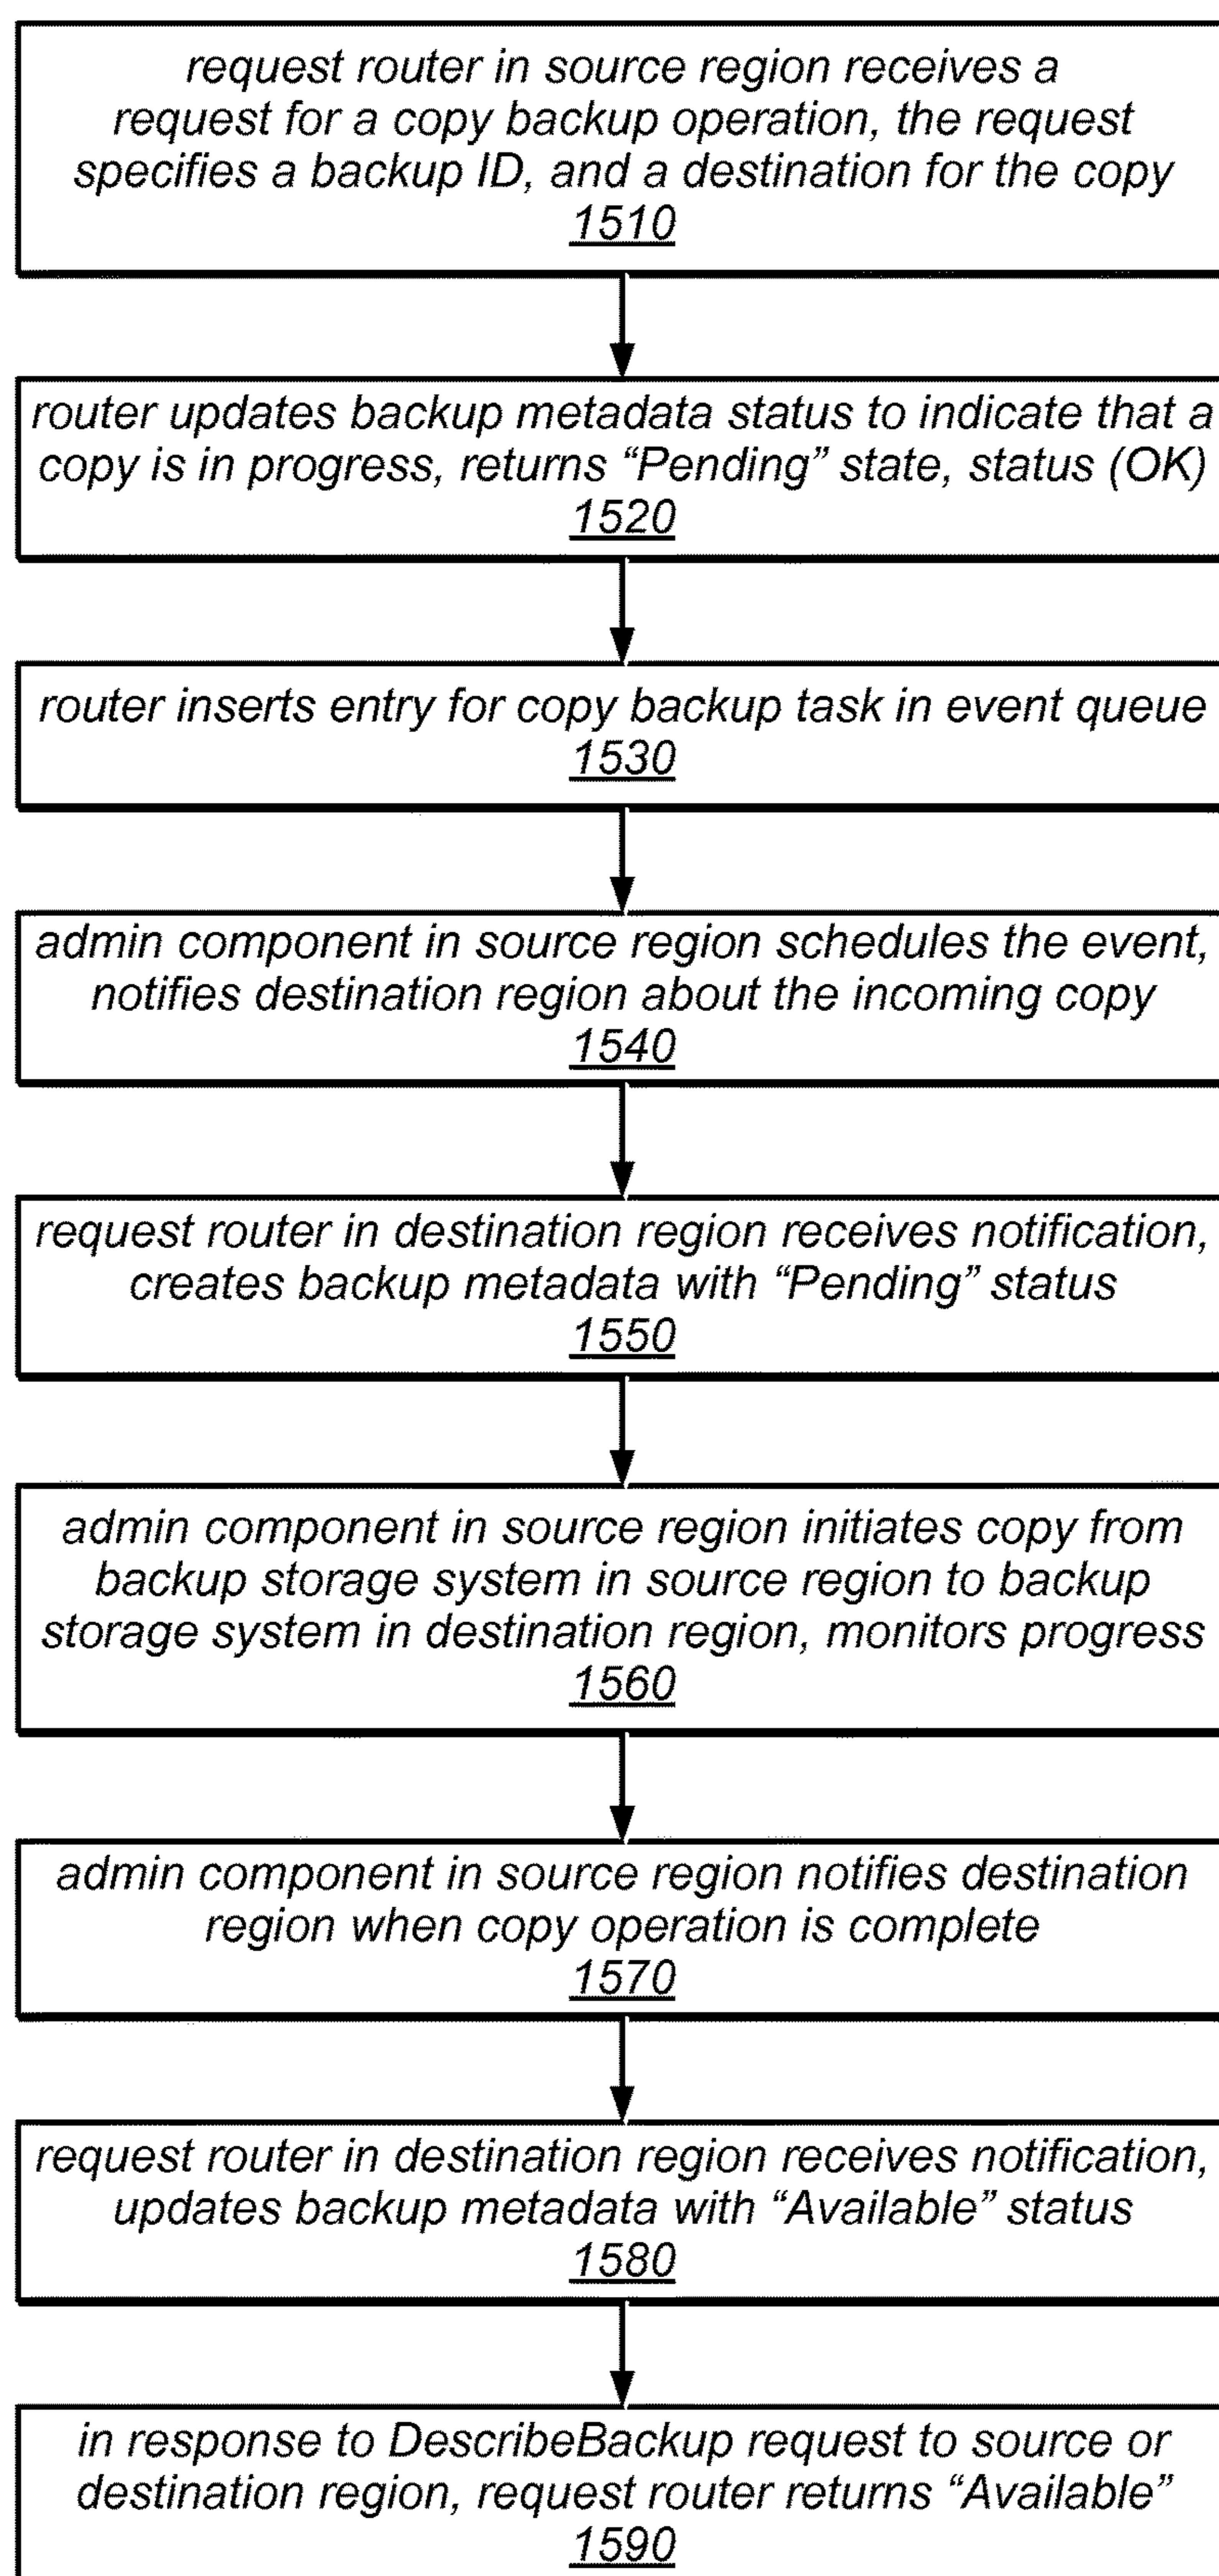 request router in source region receives a
request for a copy backup operation, the request
specifies a backup ID, and a destination for the copy
1510
router updates backup metadata status to indicate that a
copy is in progress, returns “Pending” state, status (OK)
1520
router inserts entry for copy backup task in event queue
1530
admin component in source region schedules the event,
notifies destination region about the incoming copy
1540
request router in destination region receives notification,
creates backup metadata with “Pending” status
1550
admin component in source region initiates copy from
backup storage system in source region to backup
storage system in destination region, monitors progress
1560
admin component in source region notifies destination
region when copy operation is complete
1570
request router in destination region receives notification,
updates backup metadata with “Available” status
1580
in response to DescribeBackup request to source or
destination region, request router returns “Available”
1590